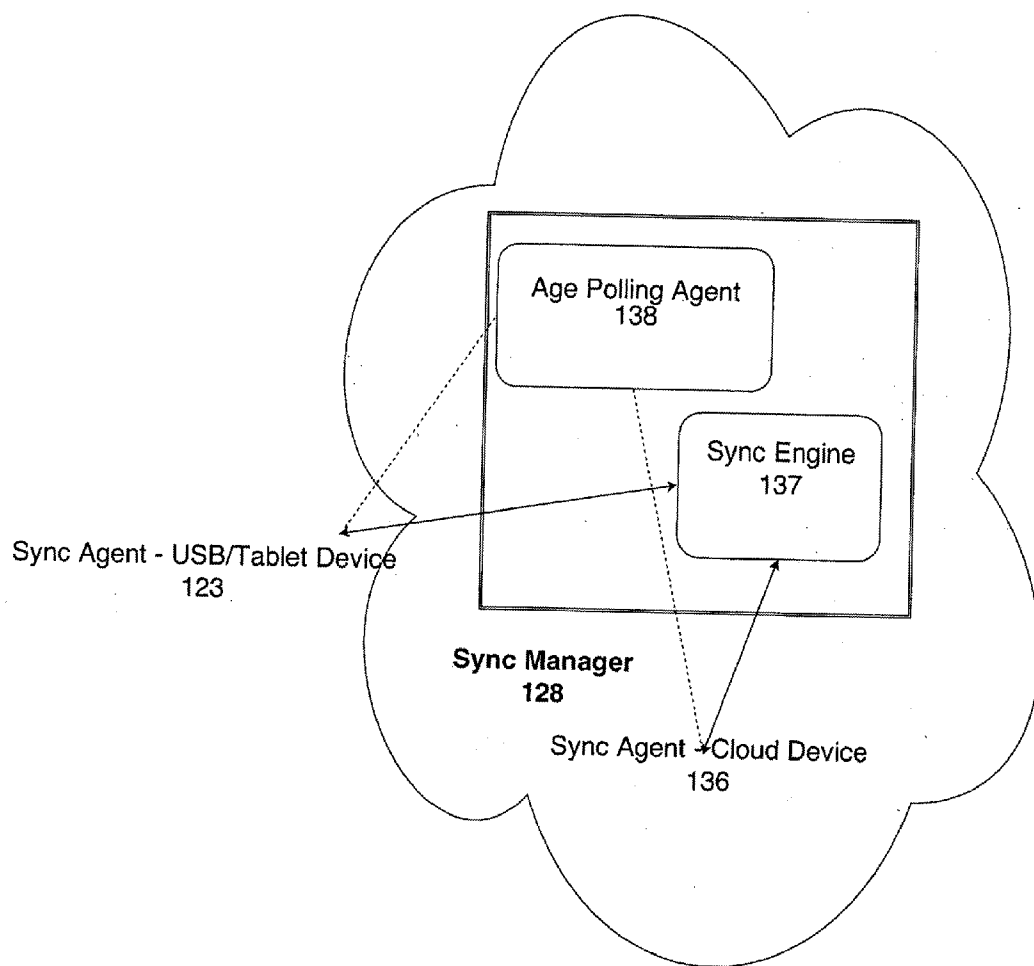 Age Polling Agent
138
Sync Engine
137
Sync Agent - USB/Tablet Device
123
Sync Manager
128
Sync Agent - Cloud Device
136